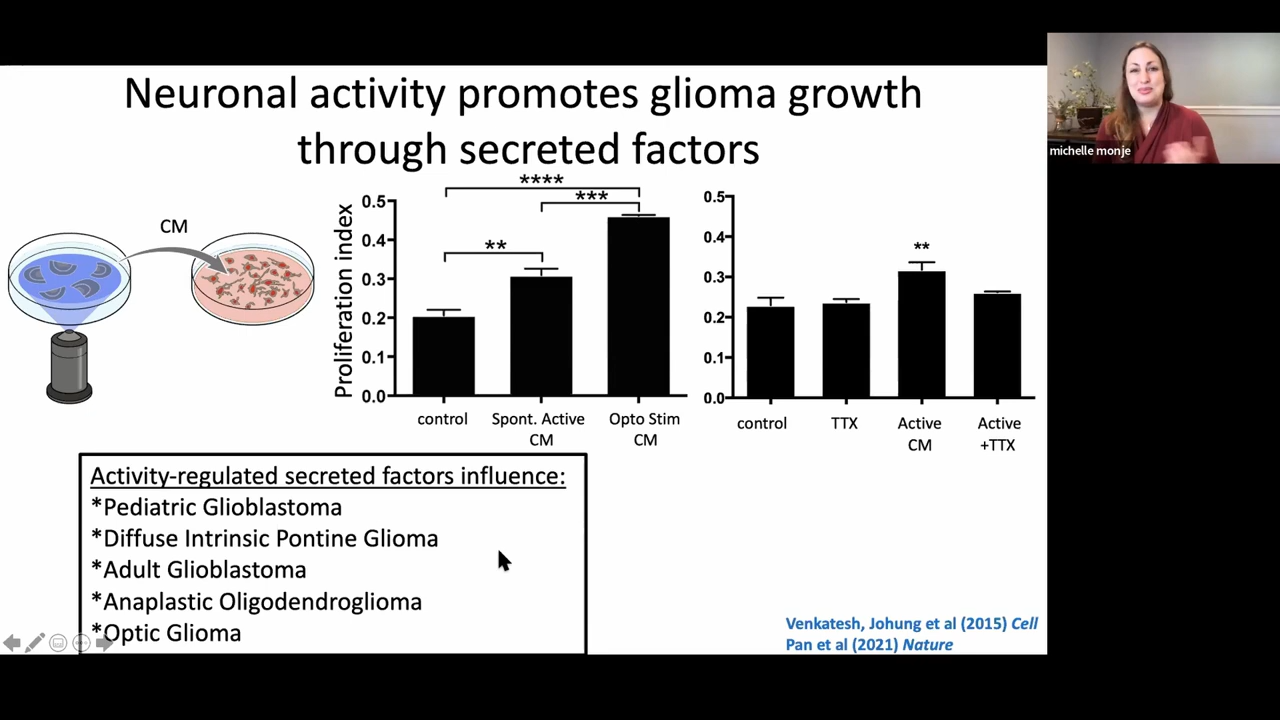 Neuronal activity promotes glioma growth
through secreted factors
michelle monje
CM
Proliferation index
**** 
***
**
0.5
0.4
0.3
0.2
0.1
0.0
control
Spont. Active
CM
Opto Stim
CM
0.5
0.4
0.3
0.2
0.1
0.0
**
control
TTX
Active
CM
Active
+TTX
Activity-regulated secreted factors influence:
*Pediatric Glioblastoma
*Diffuse Intrinsic Pontine Glioma
*Adult Glioblastoma
*Anaplastic Oligodendroglioma
*Optic Glioma
Venkatesh, Johung et al (2015) Cell
Pan et al (2021) Nature